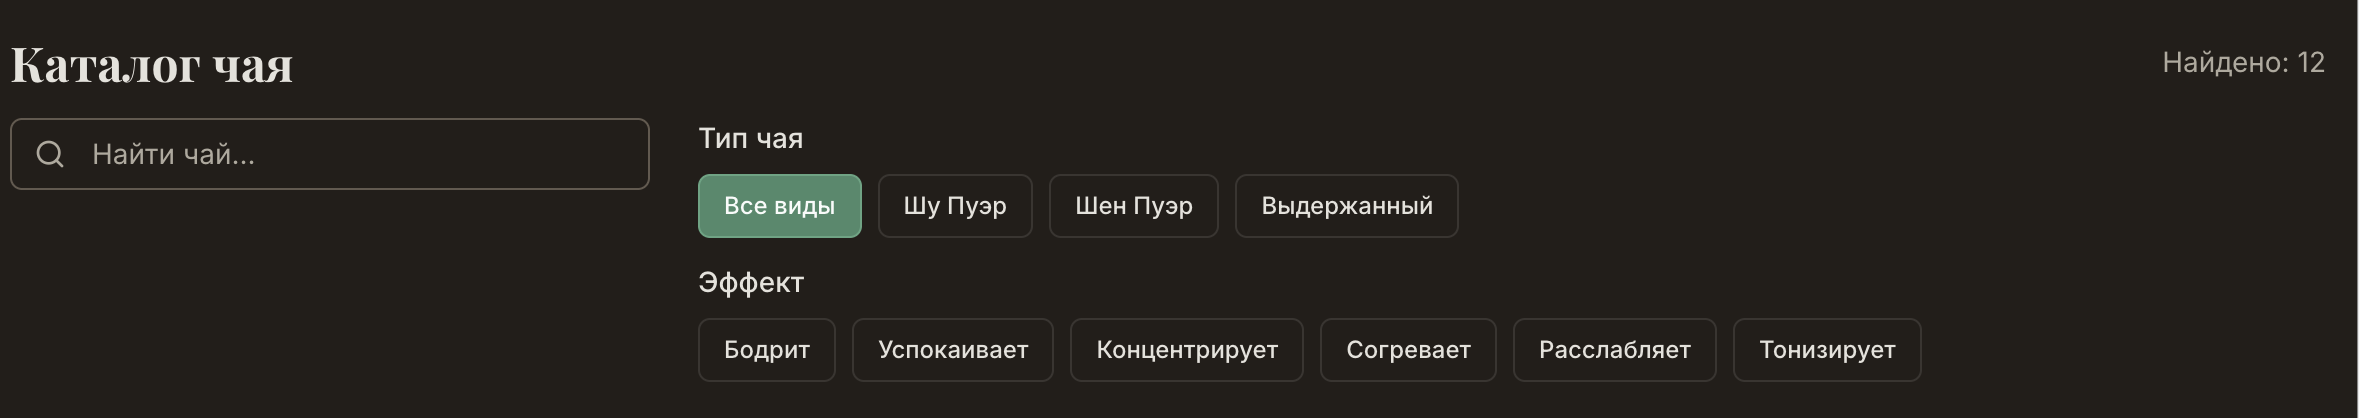 Каталог чая
Найдено: 12
Найти чай...
Тип чая
Все виды Шу Пуэр Шен Пуэр Выдержанный
Эффект
Бодрит Успокаивает Концентрирует Согревает Расслабляет Тонизирует